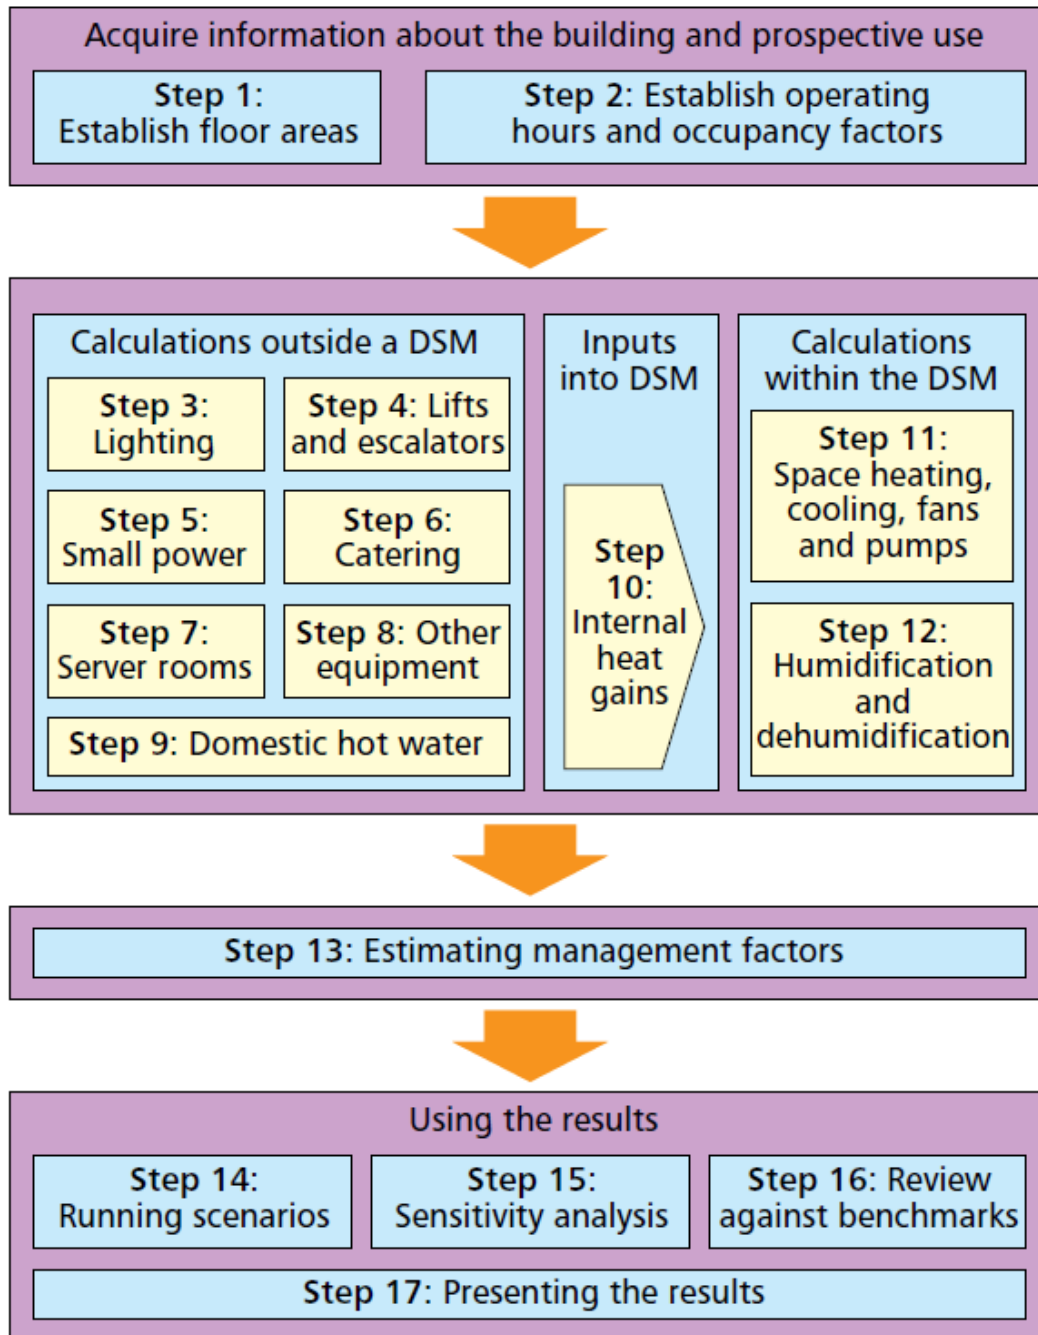 Acquire information about the building and prospective use
Step 1:
Establish floor areas
Step 2: Establish operating
hours and occupancy factors
Calculations outside a DSM
Step 3:
Lighting
Step 4: Lifts
and escalators
Step 5:
Small power
Step 6:
Catering
Step 7:
Server rooms
Step 8: Other
equipment
Step 9: Domestic hot water
Inputs
into DSM
Step
10:
Internal
heat
gains
Calculations
within the DSM
Step 11:
Space heating,
cooling, fans
and pumps
Step 12:
Humidification
and
dehumidification
Step 13: Estimating management factors
Using the results
Step 14:
Running scenarios
Step 15:
Sensitivity analysis
Step 16: Review
against benchmarks
Step 17: Presenting the results